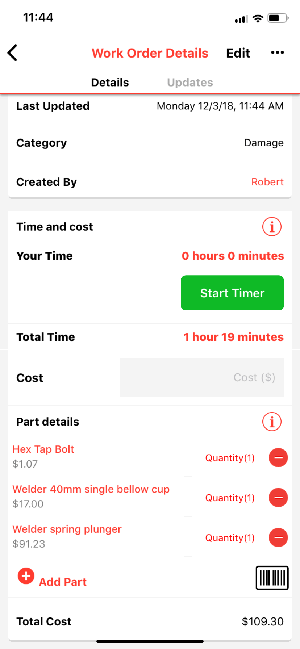 11:44
Work Order Details
Edit
Details
Updates
Last Updated
Monday 12/3/18, 11:44 AM
Category
Damage
Created By
Robert
Time and cost
Your Time
0 hours 0 minutes
Start Timer
Total Time
1 hour 19 minutes
Cost
Cost ($)
Part details
Hex Tap Bolt
$1.07
Quantity(1)
Welder 40mm single bellow cup
$17.00
Quantity(1)
Welder spring plunger
$91.23
Quantity(1)
Add Part
Total Cost
$109.30